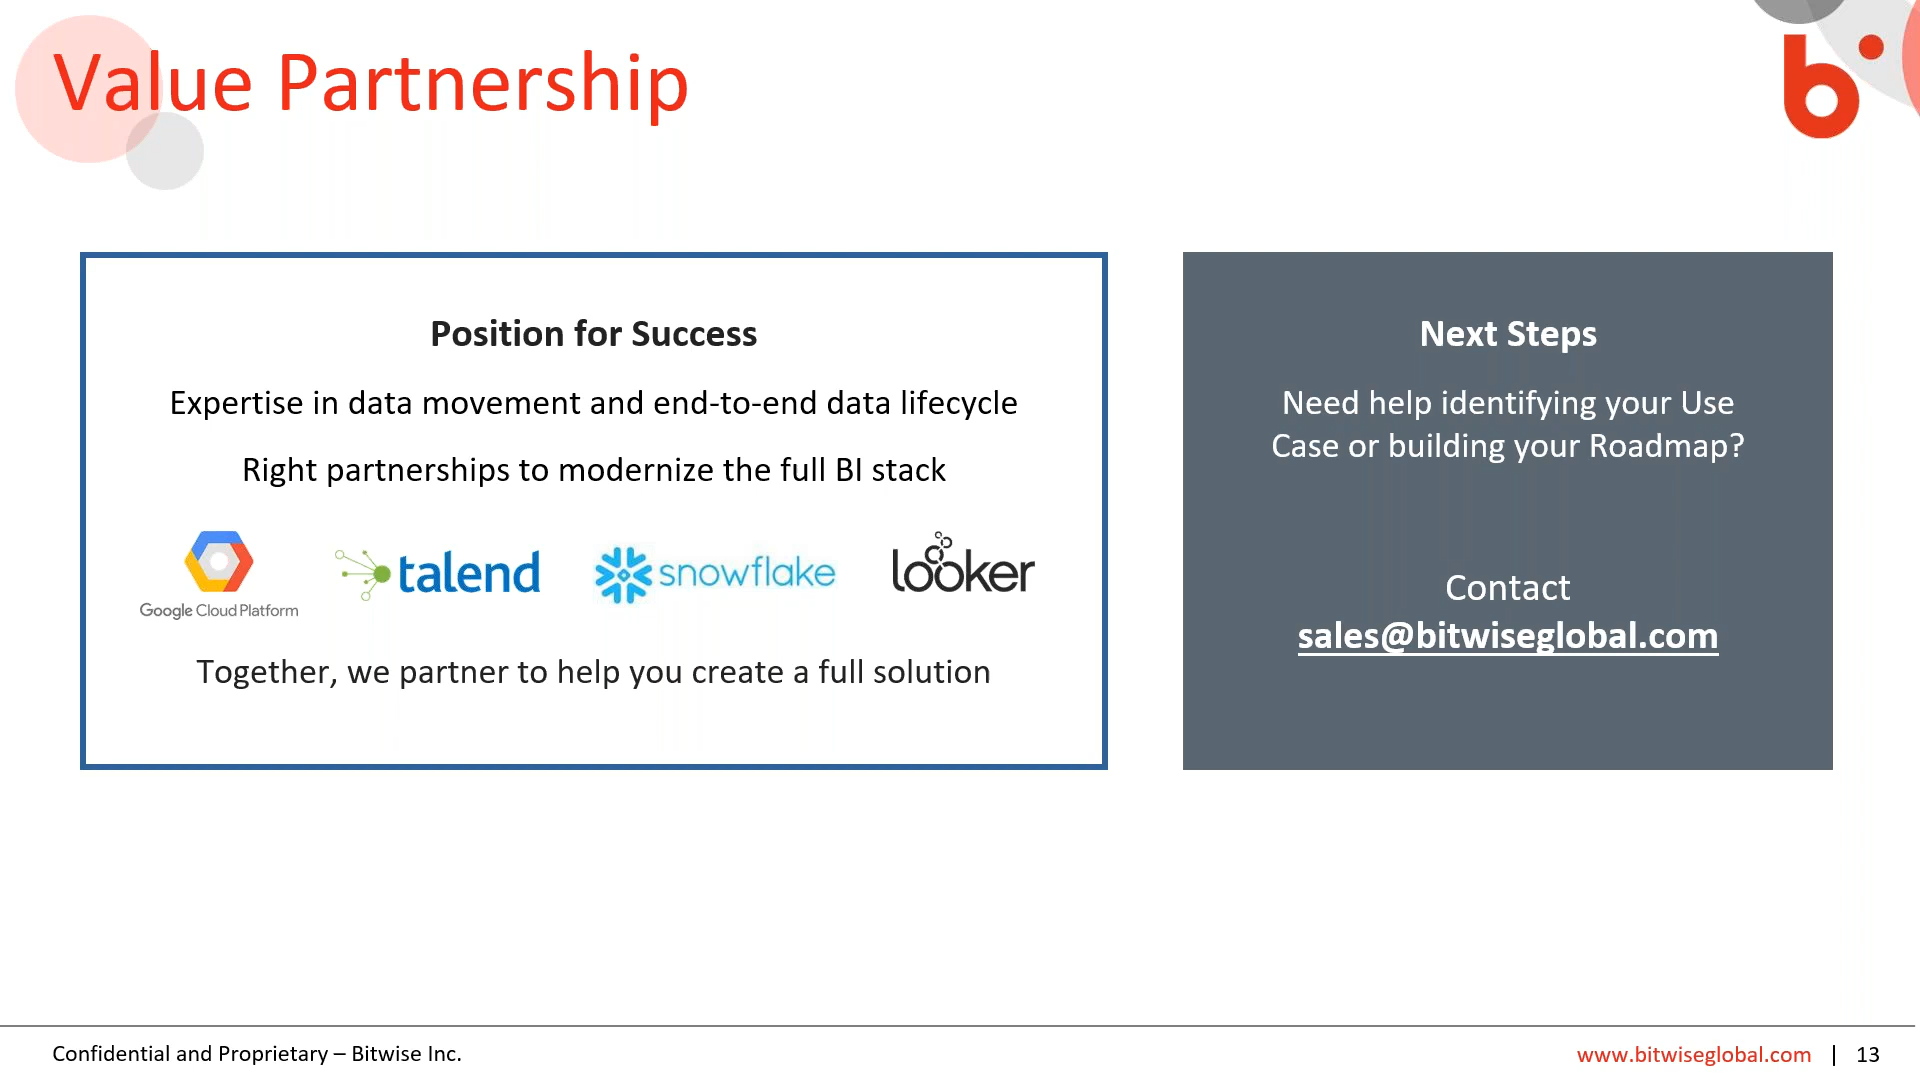 Value Partnership
b
Position for Success
Expertise in data movement and end-to-end data lifecycle
Right partnerships to modernize the full BI stack
Google Cloud Platform
talend
snowflake
looker
Together, we partner to help you create a full solution
Next Steps
Need help identifying your Use
Case or building your Roadmap?
Contact
sales@bitwiseglobal.com
Confidential and Proprietary – Bitwise Inc.
www.bitwiseglobal.com | 13